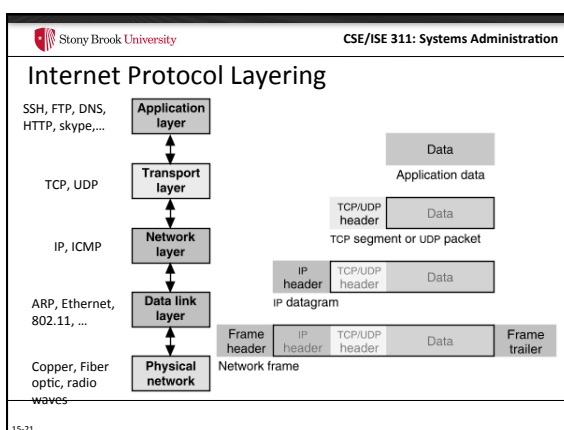 Stony Brook University
CSE/ISE 311: Systems Administration
Internet Protocol Layering
SSH, FTP, DNS,
HTTP, skype,...
Application
layer
Data
Application data
TCP, UDP
Transport
layer
TCP/UDP
header
Data
TCP segment or UDP packet
IP, ICMP
Network
layer
IP
header
TCP/UDP
header
Data
IP datagram
ARP, Ethernet,
802.11, ...
Data link
layer
Frame
header
IP
header
TCP/UDP
header
Data
Frame
trailer
Network frame
Copper, Fiber
optic, radio
waves
Physical
network
15-21